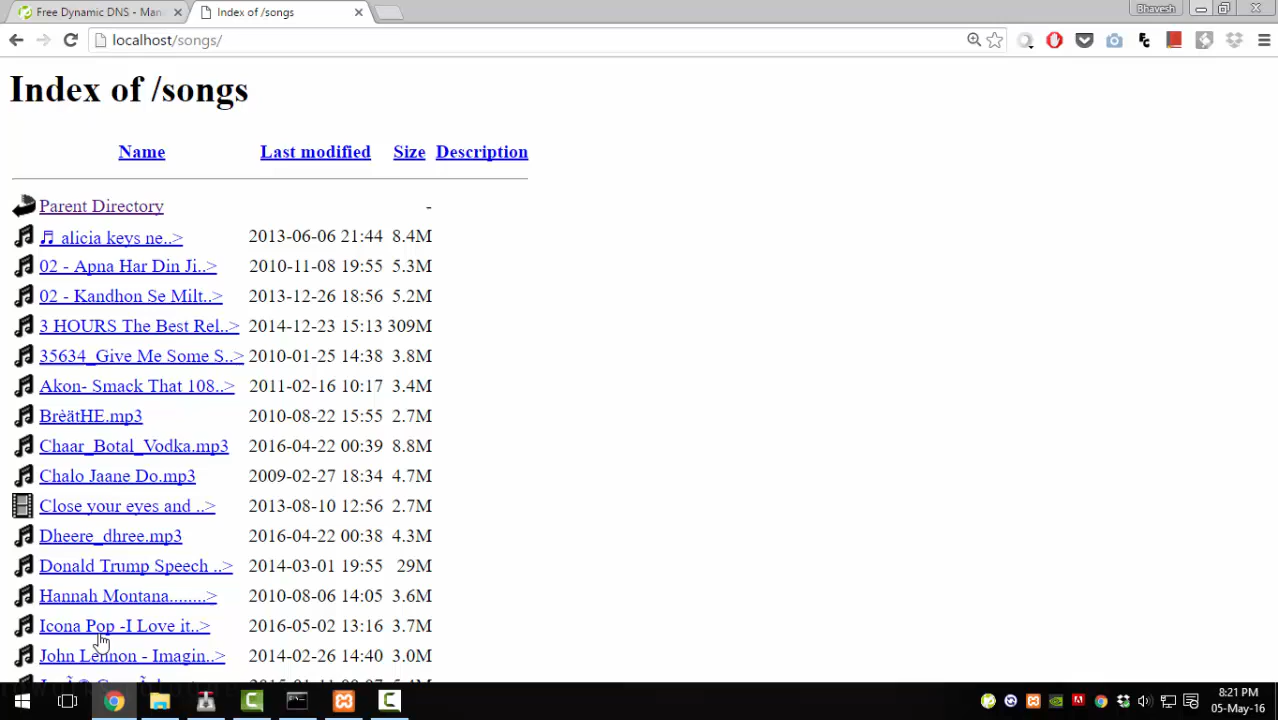 Free Dynamic DNS - Man
Index of /songs
Bhavesh
localhost/songs/
Index of /songs
Name Last modified Size Description
Parent Directory -
♬ alicia keys ne..> 2013-06-06 21:44 8.4M
02 - Apna Har Din Ji..> 2010-11-08 19:55 5.3M
02 - Kandhon Se Milt..> 2013-12-26 18:56 5.2M
3 HOURS The Best Rel..> 2014-12-23 15:13 309M
35634_Give Me Some S..> 2010-01-25 14:38 3.8M
Akon- Smack That 108..> 2011-02-16 10:17 3.4M
BrèätHE.mp3 2010-08-22 15:55 2.7M
Chaar_Botal_Vodka.mp3 2016-04-22 00:39 8.8M
Chalo Jaane Do.mp3 2009-02-27 18:34 4.7M
Close your eyes and ..> 2013-08-10 12:56 2.7M
Dheere_dhree.mp3 2016-04-22 00:38 4.3M
Donald Trump Speech ..> 2014-03-01 19:55 29M
Hannah Montana........> 2010-08-06 14:05 3.6M
Icona Pop -I Love it..> 2016-05-02 13:16 3.7M
John Lennon - Imagin..> 2014-02-26 14:40 3.0M
8:21 PM
05-May-16